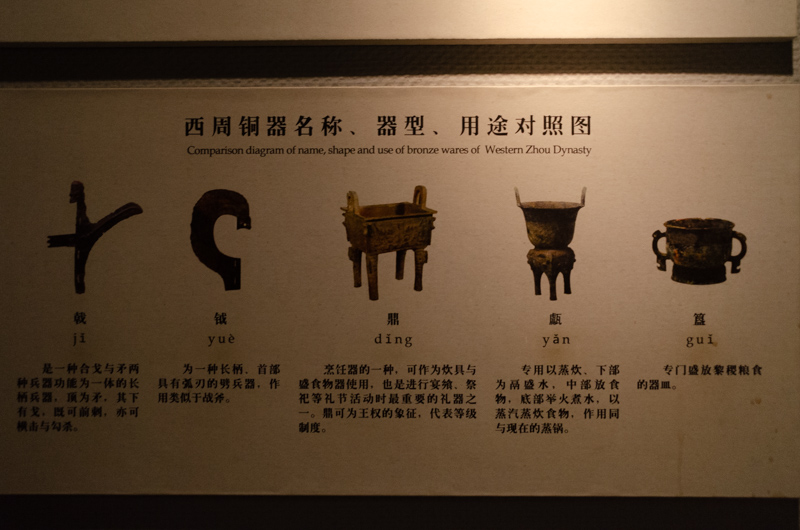 西周铜器名称、器型、用途对照图
Comparison diagram of name, shape and use of bronze wares of Western Zhou Dynasty
戟
jǐ
是一种合戈与矛两
种兵器功能为一体的长
柄兵器，顶为矛，其下
有戈，既可前刺，亦可
横击与勾杀。
钺
yuè
为一种长柄、首部
具有弧刃的劈兵器，作
用类似于战斧。
鼎
dǐng
烹饪器的一种，可作为炊具与
盛食物器使用，也是进行宴飨、祭
祀等礼节活动时最重要的礼器之
一。鼎可为王权的象征，代表等级
制度。
甗
yǎn
专用以蒸炊、下部
为鬲盛水，中部放食
物，底部举火煮水，以
蒸汽蒸炊食物，作用同
与现在的蒸锅。
簋
guǐ
专门盛放黎稷粮食
的器皿。